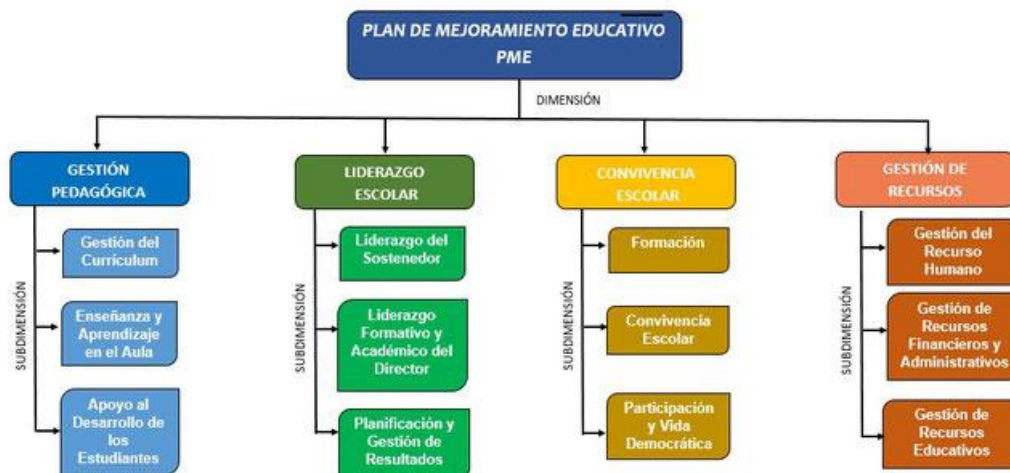 PLAN DE MEJORAMIENTO EDUCATIVO
PME
DIMENSIÓN
GESTIÓN
PEDAGÓGICA
SUBDIMENSIÓN
Gestión del
Currículum
Enseñanza y
Aprendizaje
en el Aula
Apoyo al
Desarrollo de
los
Estudiantes
LIDERAZGO
ESCOLAR
SUBDIMENSIÓN
Liderazgo del
Sostenedor
Liderazgo
Formativo y
Académico del
Director
Planificación y
Gestión de
Resultados
CONVIVENCIA
ESCOLAR
SUBDIMENSIÓN
Formación
Convivencia
Escolar
Participación
y Vida
Democrática
GESTIÓN DE
RECURSOS
SUBDIMENSIÓN
Gestión del
Recurso
Humano
Gestión de
Recursos
Financieros y
Administrativos
Gestión de
Recursos
Educativos